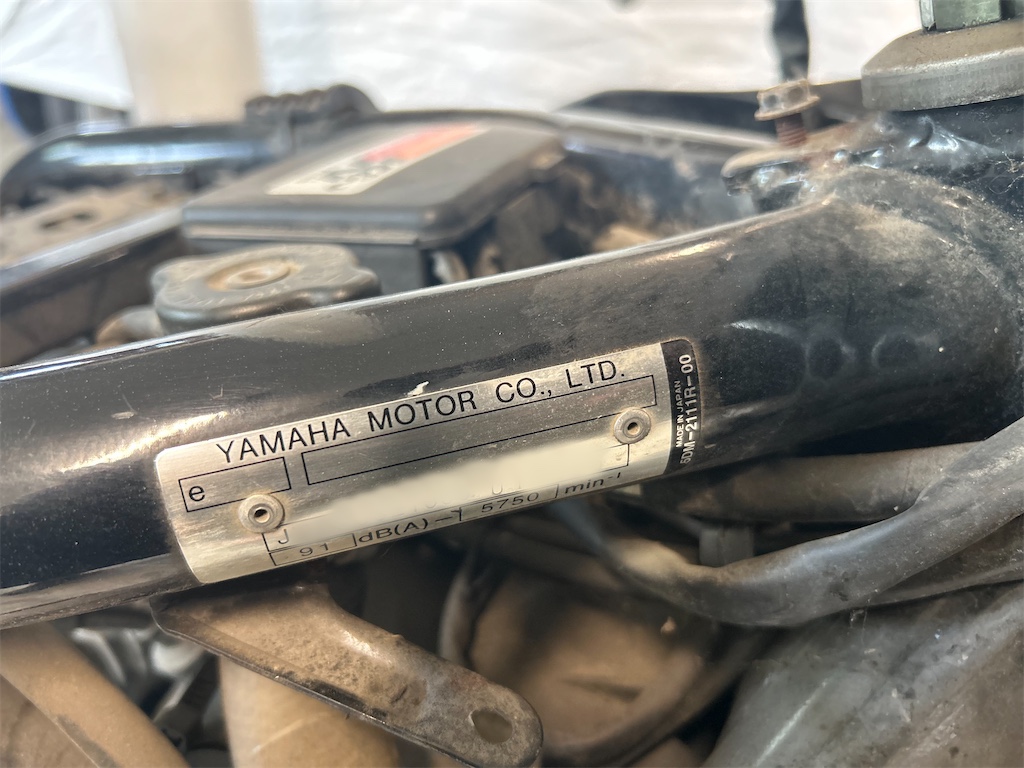 YAMAHA MOTOR CO., LTD.
e
J
91 dB(A)- 5750 min⁻¹
MADE IN JAPAN
5DM-2111R-00